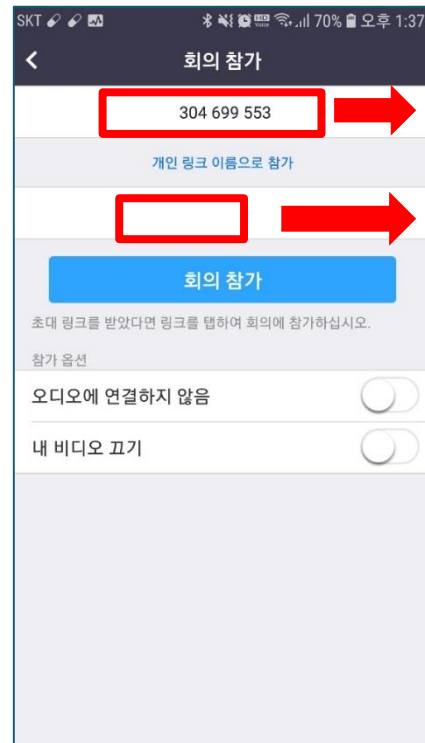 SKT 70% 오후 1:37
회의 참가
304 699 553
개인 링크 이름으로 참가
회의 참가
초대 링크를 받았다면 링크를 탭하여 회의에 참가하십시오.
참가 옵션
오디오에 연결하지 않음
내 비디오 끄기